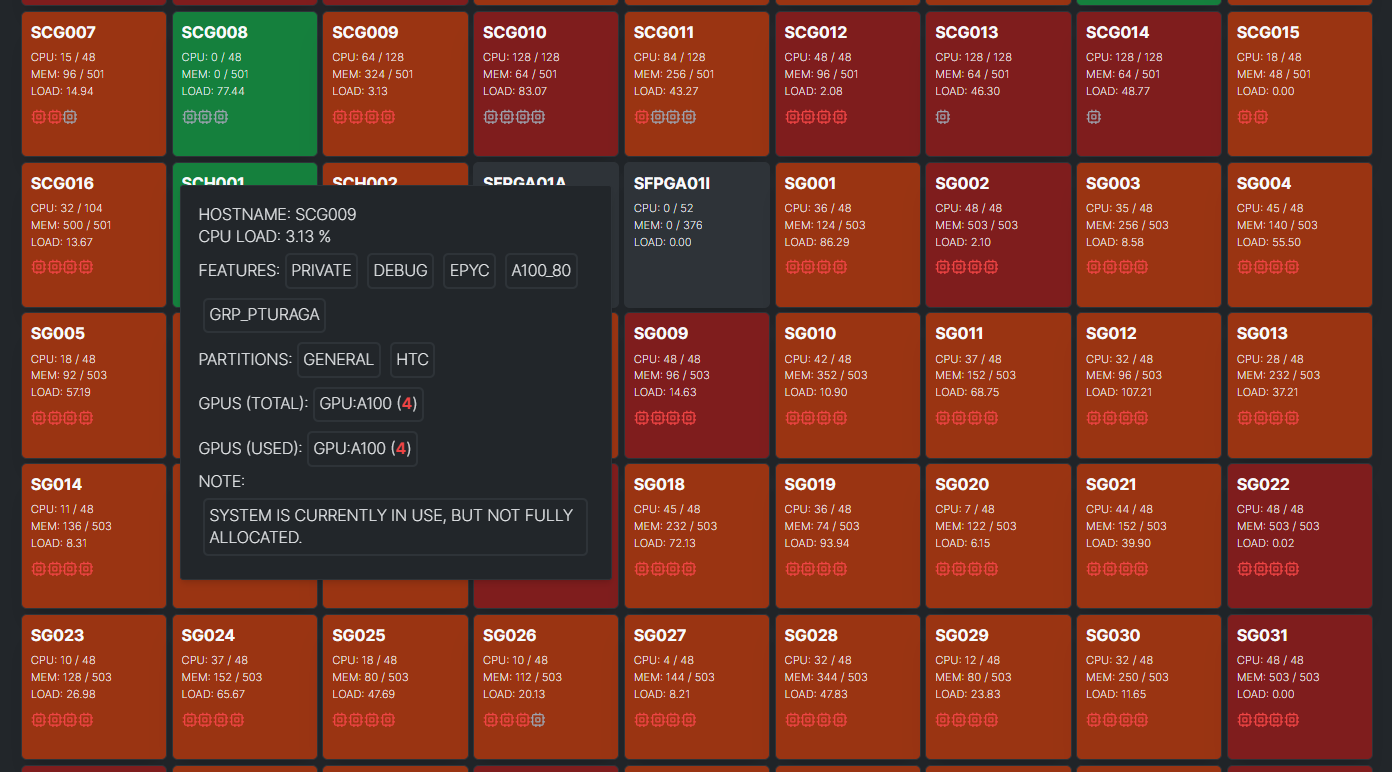 SCG007
CPU: 15 / 48
MEM: 96 / 501
LOAD: 14.94
SCG008
CPU: 0 / 48
MEM: 0 / 501
LOAD: 77.44
SCG009
CPU: 64 / 128
MEM: 324 / 501
LOAD: 3.13
SCG010
CPU: 128 / 128
MEM: 64 / 501
LOAD: 83.07
SCG011
CPU: 84 / 128
MEM: 256 / 501
LOAD: 43.27
SCG012
CPU: 48 / 48
MEM: 96 / 501
LOAD: 2.08
SCG013
CPU: 128 / 128
MEM: 64 / 501
LOAD: 46.30
SCG014
CPU: 128 / 128
MEM: 64 / 501
LOAD: 48.77
SCG015
CPU: 18 / 48
MEM: 48 / 501
LOAD: 0.00
SCG016
CPU: 32 / 104
MEM: 500 / 501
LOAD: 13.67
SCH001
SCH002
SFPGA01A
SFPGA01I
CPU: 0 / 52
MEM: 0 / 376
LOAD: 0.00
SG001
CPU: 36 / 48
MEM: 124 / 503
LOAD: 86.29
SG002
CPU: 48 / 48
MEM: 503 / 503
LOAD: 2.10
SG003
CPU: 35 / 48
MEM: 256 / 503
LOAD: 8.58
SG004
CPU: 45 / 48
MEM: 140 / 503
LOAD: 55.50
HOSTNAME: SCG009
CPU LOAD: 3.13 %
FEATURES: PRIVATE DEBUG EPYC A100_80
GRP_PTURAGA
PARTITIONS: GENERAL HTC
GPUS (TOTAL): GPU:A100 (4)
GPUS (USED): GPU:A100 (4)
NOTE:
SYSTEM IS CURRENTLY IN USE, BUT NOT FULLY
ALLOCATED.
SG005
CPU: 18 / 48
MEM: 92 / 503
LOAD: 57.19
SG009
CPU: 48 / 48
MEM: 96 / 503
LOAD: 14.63
SG010
CPU: 42 / 48
MEM: 352 / 503
LOAD: 10.90
SG011
CPU: 37 / 48
MEM: 152 / 503
LOAD: 68.75
SG012
CPU: 32 / 48
MEM: 96 / 503
LOAD: 107.21
SG013
CPU: 28 / 48
MEM: 232 / 503
LOAD: 37.21
SG014
CPU: 11 / 48
MEM: 136 / 503
LOAD: 8.31
SG018
CPU: 45 / 48
MEM: 232 / 503
LOAD: 72.13
SG019
CPU: 36 / 48
MEM: 74 / 503
LOAD: 93.94
SG020
CPU: 7 / 48
MEM: 122 / 503
LOAD: 6.15
SG021
CPU: 44 / 48
MEM: 152 / 503
LOAD: 39.90
SG022
CPU: 48 / 48
MEM: 503 / 503
LOAD: 0.02
SG023
CPU: 10 / 48
MEM: 128 / 503
LOAD: 26.98
SG024
CPU: 37 / 48
MEM: 152 / 503
LOAD: 65.67
SG025
CPU: 18 / 48
MEM: 80 / 503
LOAD: 47.69
SG026
CPU: 10 / 48
MEM: 112 / 503
LOAD: 20.13
SG027
CPU: 4 / 48
MEM: 144 / 503
LOAD: 8.21
SG028
CPU: 32 / 48
MEM: 344 / 503
LOAD: 47.83
SG029
CPU: 12 / 48
MEM: 80 / 503
LOAD: 23.83
SG030
CPU: 32 / 48
MEM: 250 / 503
LOAD: 11.65
SG031
CPU: 48 / 48
MEM: 503 / 503
LOAD: 0.00